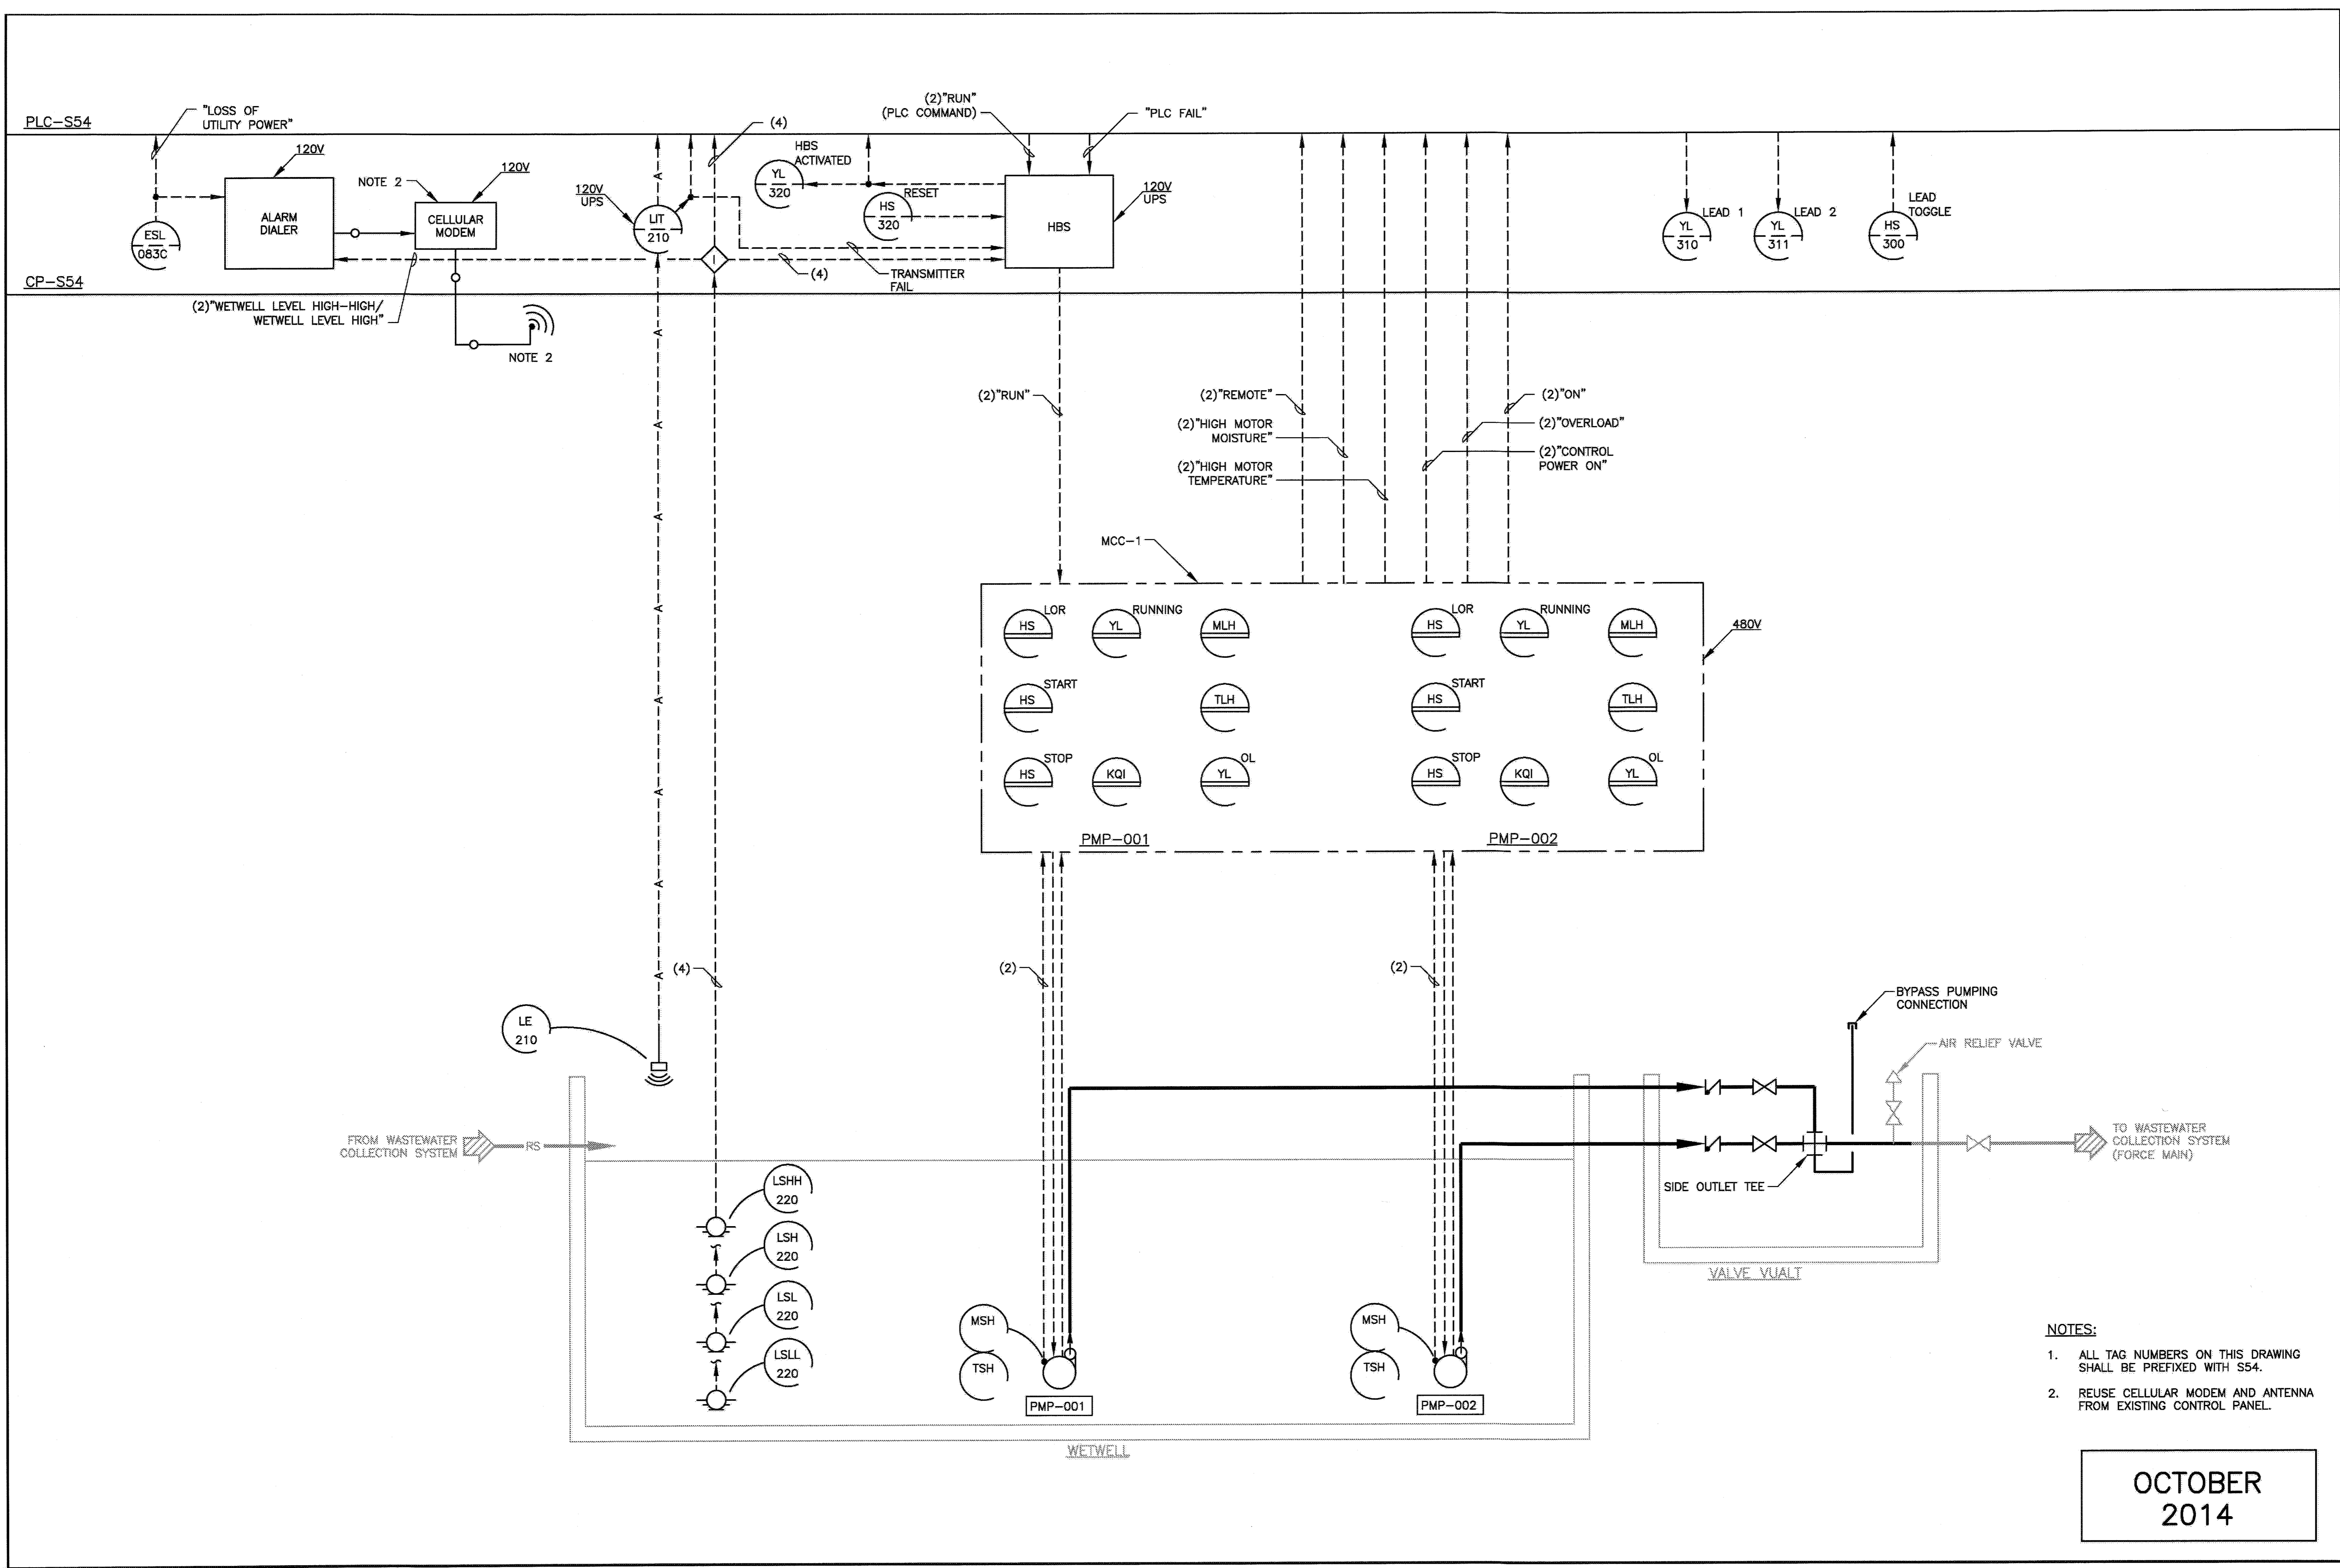 PLC-S54
"LOSS OF
UTILITY POWER"
120V
NOTE 2
120V
ALARM
DIALER
CELLULAR
MODEM
ESL
083C
CP-S54
(2)"WETWELL LEVEL HIGH-HIGH/
WETWELL LEVEL HIGH"
NOTE 2
120V
UPS
LIT
210
(4)
I
(4)
HBS
ACTIVATED
YL
320
RESET
HS
320
TRANSMITTER
FAIL
(2)"RUN"
(PLC COMMAND)
"PLC FAIL"
HBS
120V
UPS
YL
310
LEAD 1
YL
311
LEAD 2
HS
300
LEAD
TOGGLE
A
A
A
A
A
A
A
A
A
(2)"RUN"
(2)"REMOTE"
(2)"HIGH MOTOR
MOISTURE"
(2)"HIGH MOTOR
TEMPERATURE"
(2)"ON"
(2)"OVERLOAD"
(2)"CONTROL
POWER ON"
MCC-1
480V
HS LOR
YL RUNNING
MLH
HS LOR
YL RUNNING
MLH
HS START
TLH
HS START
TLH
HS STOP
KQI
YL OL
HS STOP
KQI
YL OL
PMP-001
PMP-002
(4)
(2)
(2)
LE
210
BYPASS PUMPING
CONNECTION
AIR RELIEF VALVE
FROM WASTEWATER
COLLECTION SYSTEM
RS
TO WASTEWATER
COLLECTION SYSTEM
(FORCE MAIN)
SIDE OUTLET TEE
VALVE VUALT
LSHH
220
LSH
220
LSL
220
LSLL
220
MSH
TSH
PMP-001
MSH
TSH
PMP-002
WETWELL
NOTES:
1. ALL TAG NUMBERS ON THIS DRAWING
SHALL BE PREFIXED WITH S54.
2. REUSE CELLULAR MODEM AND ANTENNA
FROM EXISTING CONTROL PANEL.
OCTOBER
2014